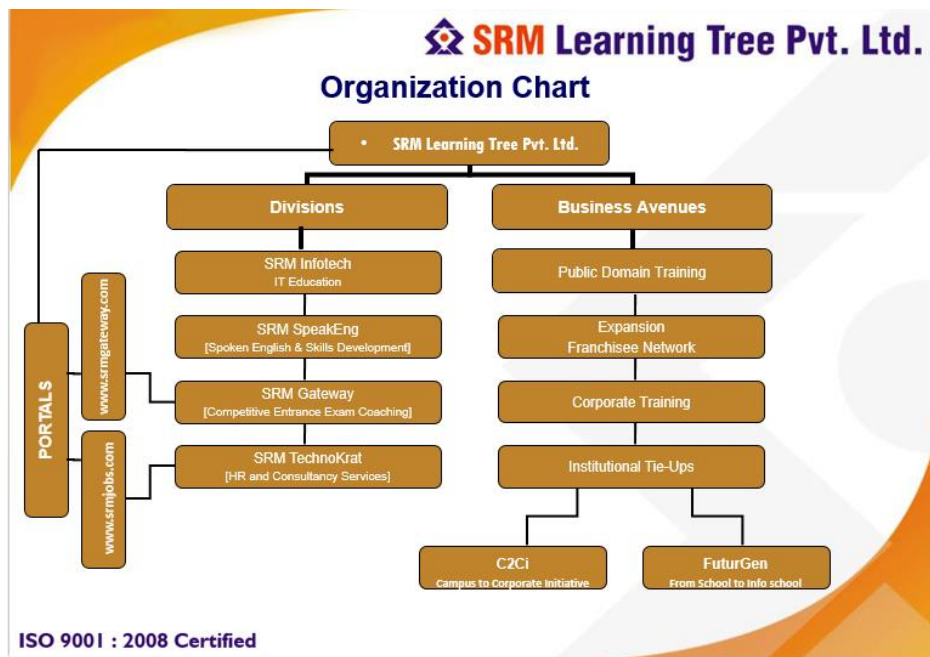 SRM Learning Tree Pvt. Ltd.
Organization Chart
• SRM Learning Tree Pvt. Ltd.
Divisions
Business Avenues
SRM Infotech
IT Education
Public Domain Training
SRM SpeakEng
[Spoken English & Skills Development]
Expansion
Franchisee Network
SRM Gateway
[Competitive Entrance Exam Coaching]
Corporate Training
SRM TechnoKrat
[HR and Consultancy Services]
Institutional Tie-Ups
PORTALS
www.srmgateway.com
www.srmjobs.com
C2Ci
Campus to Corporate Initiative
FuturGen
From School to Info school
ISO 9001 : 2008 Certified